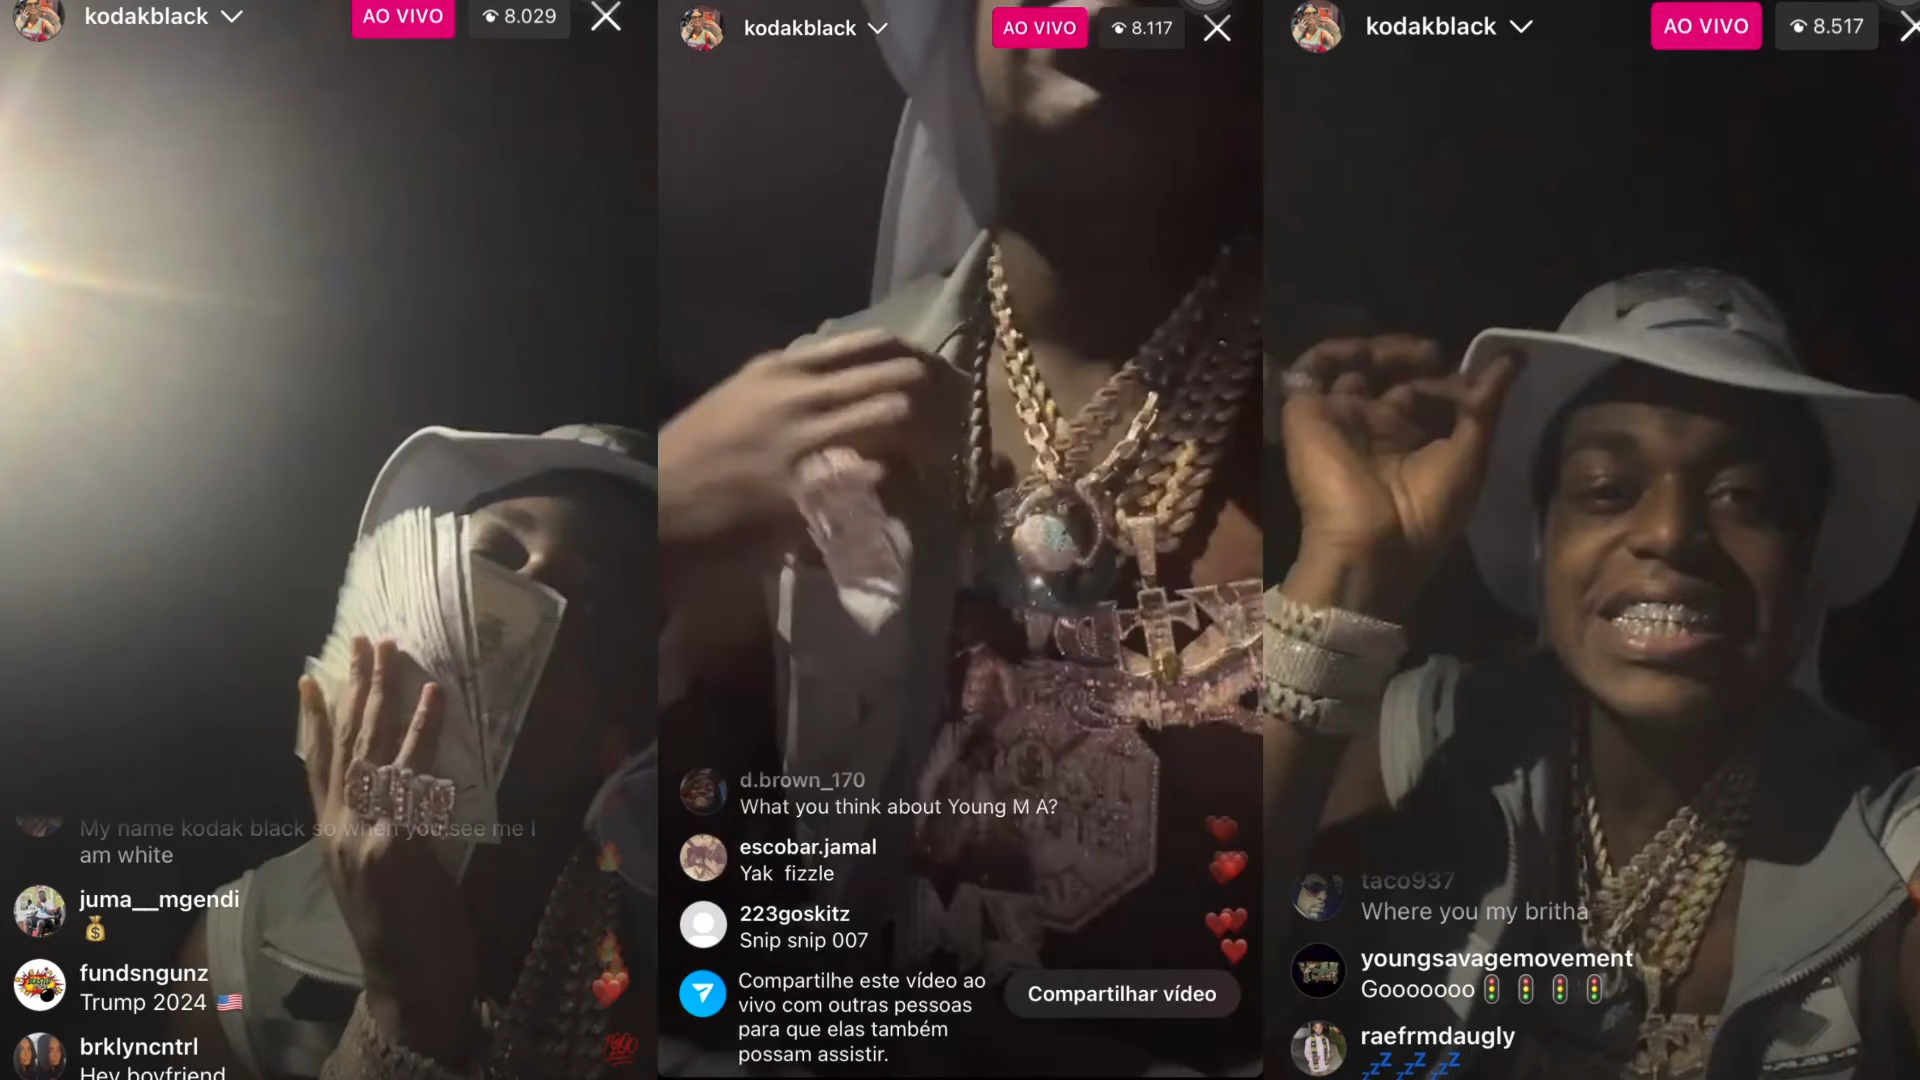 kodakblack
AO VIVO
8.029
My name kodak black so when you see me I
am white
juma__mgendi
💰
fundsngunz
Trump 2024 🇺🇸
brklyncntrl
Hey boyfriend
💯
kodakblack
AO VIVO
8.117
d.brown_170
What you think about Young M A?
escobar.jamal
Yak fizzle
223goskitz
Snip snip 007
Compartilhe este vídeo ao
vivo com outras pessoas
para que elas também
possam assistir.
Compartilhar vídeo
kodakblack
AO VIVO
8.517
taco937
Where you my britha
youngsavagemovement
Gooooooo 🚦 🚦 🚦 🚦
raefrmdaugly
💤 💤 💤